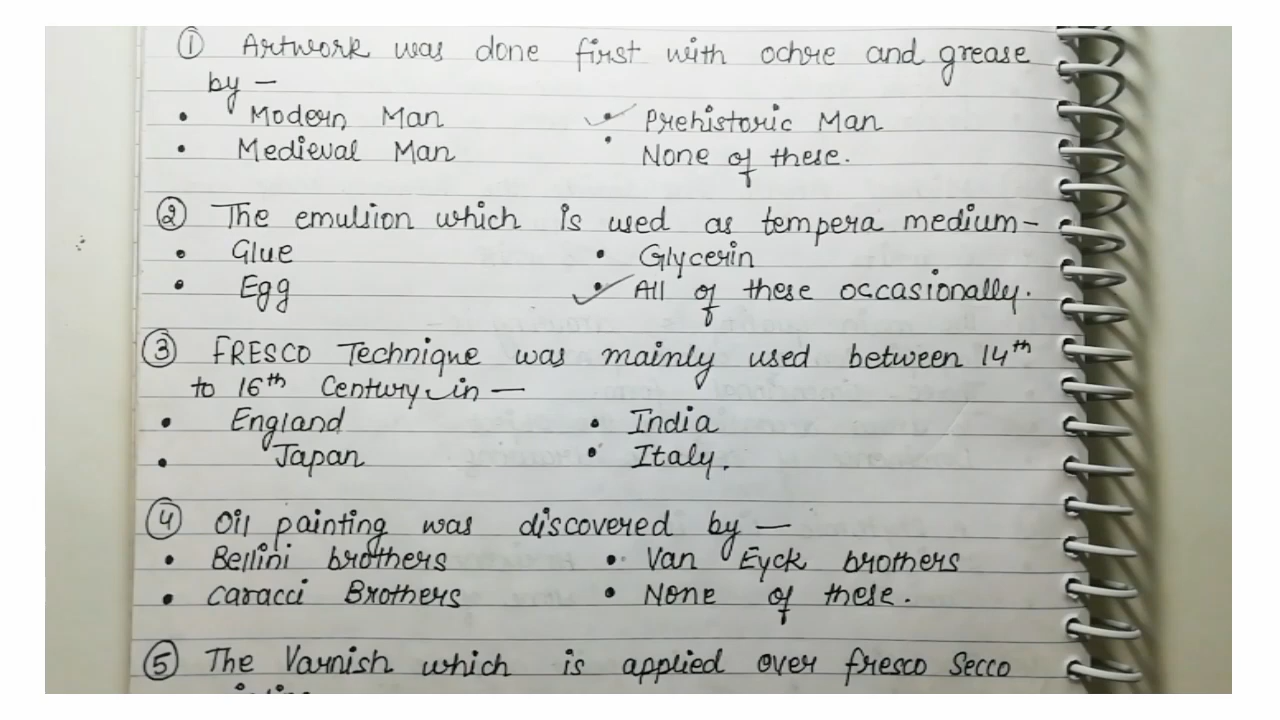 ① Artwork was done first with ochre and grease
by —
• Modern Man ✓• Prehistoric Man
• Medieval Man • None of these.
② The emulsion which is used as tempera medium -
• Glue • Glycerin
• Egg ✓• All of these occasionally.
③ FRESCO Technique was mainly used between 14th
to 16th Century in —
• England • India
• Japan • Italy.
④ Oil painting was discovered by —
• Bellini brothers • Van Eyck brothers
• Caracci Brothers • None of these.
⑤ The Varnish which is applied over fresco Secco